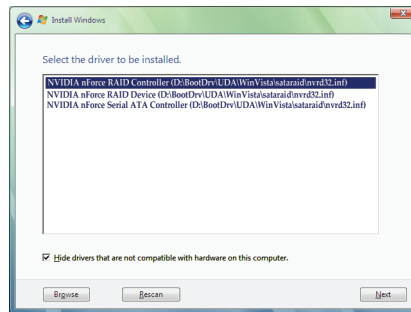 Install Windows
Select the driver to be installed.
NVIDIA nForce RAID Controller (D:\BootDrv\UDA\WinVista\sataraid\nvrd32.inf)
NVIDIA nForce RAID Device (D:\BootDrv\UDA\WinVista\sataraid\nvrd32.inf)
NVIDIA nForce Serial ATA Controller (D:\BootDrv\UDA\WinVista\sataraid\nvrd32.inf)
Hide drivers that are not compatible with hardware on this computer.
Browse Rescan Next